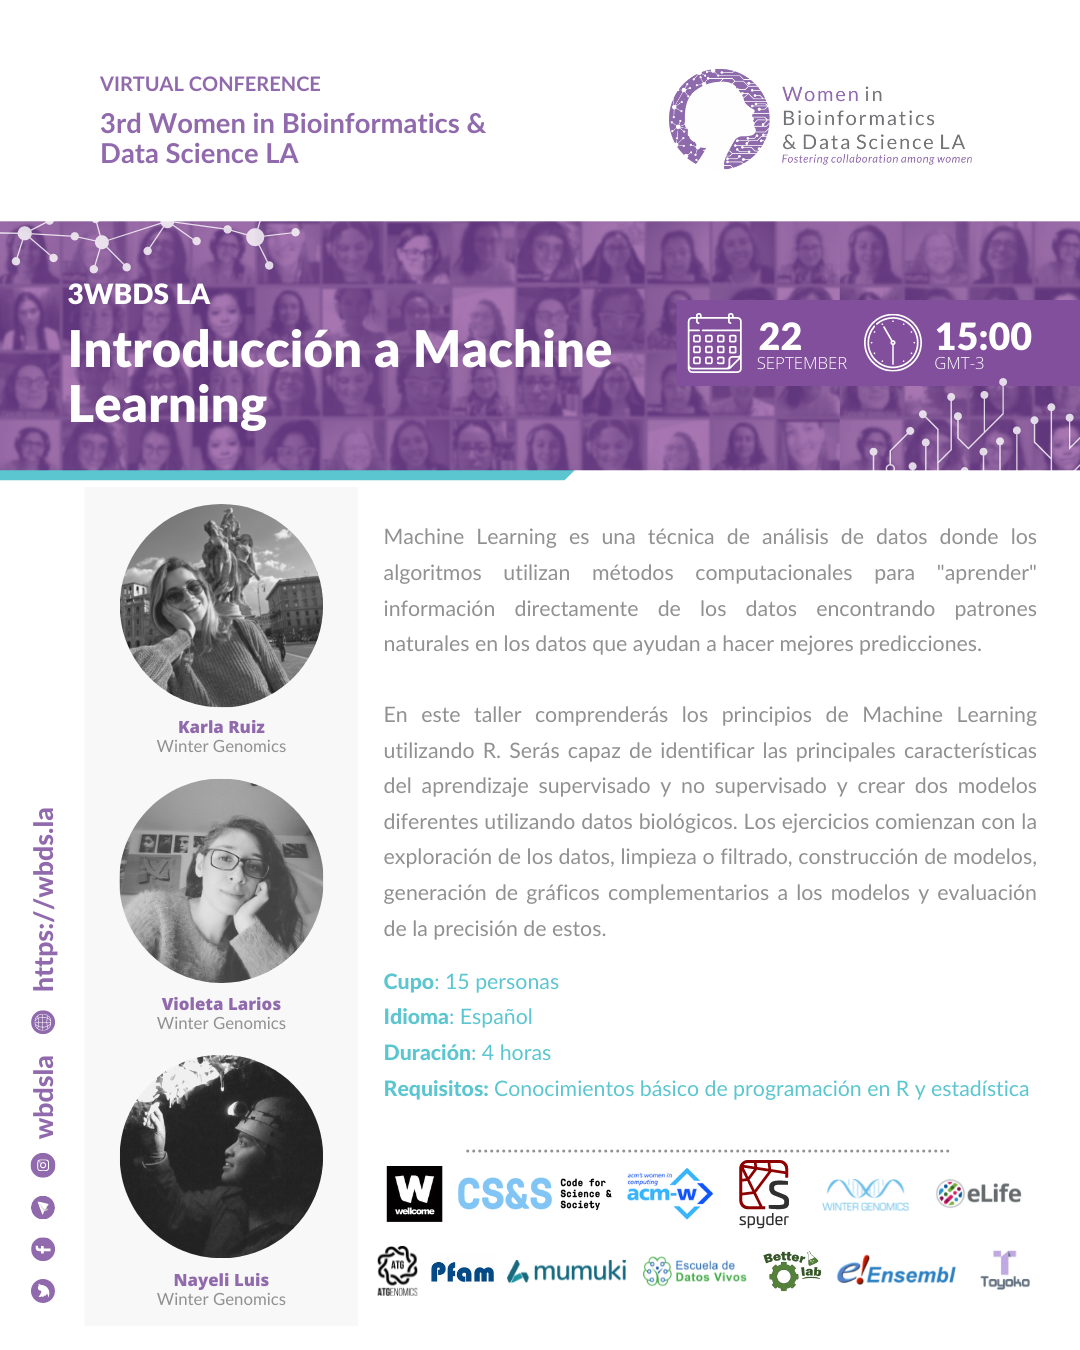 VIRTUAL CONFERENCE
3rd Women in Bioinformatics &
Data Science LA
Women in
Bioinformatics
& Data Science LA
Fostering collaboration among women
3WBDS LA
Introducción a Machine
Learning
22
SEPTEMBER
15:00
GMT-3
Karla Ruiz
Winter Genomics
Violeta Larios
Winter Genomics
Nayeli Luis
Winter Genomics
https://wbds.la
wbdsla
Machine Learning es una técnica de análisis de datos donde los
algoritmos utilizan métodos computacionales para "aprender"
información directamente de los datos encontrando patrones
naturales en los datos que ayudan a hacer mejores predicciones.
En este taller comprenderás los principios de Machine Learning
utilizando R. Serás capaz de identificar las principales características
del aprendizaje supervisado y no supervisado y crear dos modelos
diferentes utilizando datos biológicos. Los ejercicios comienzan con la
exploración de los datos, limpieza o filtrado, construcción de modelos,
generación de gráficos complementarios a los modelos y evaluación
de la precisión de estos.
Cupo: 15 personas
Idioma: Español
Duración: 4 horas
Requisitos: Conocimientos básico de programación en R y estadística
W
wellcome
CS&S
Code for
Science &
Society
acm's women in
computing
acm-w
S
spyder
WINTER GENOMICS
eLife
ATG
ATGENOMICS
Pfam
mumuki
Escuela de
Datos Vivos
Better
lab
e!Ensembl
T
Toyoko